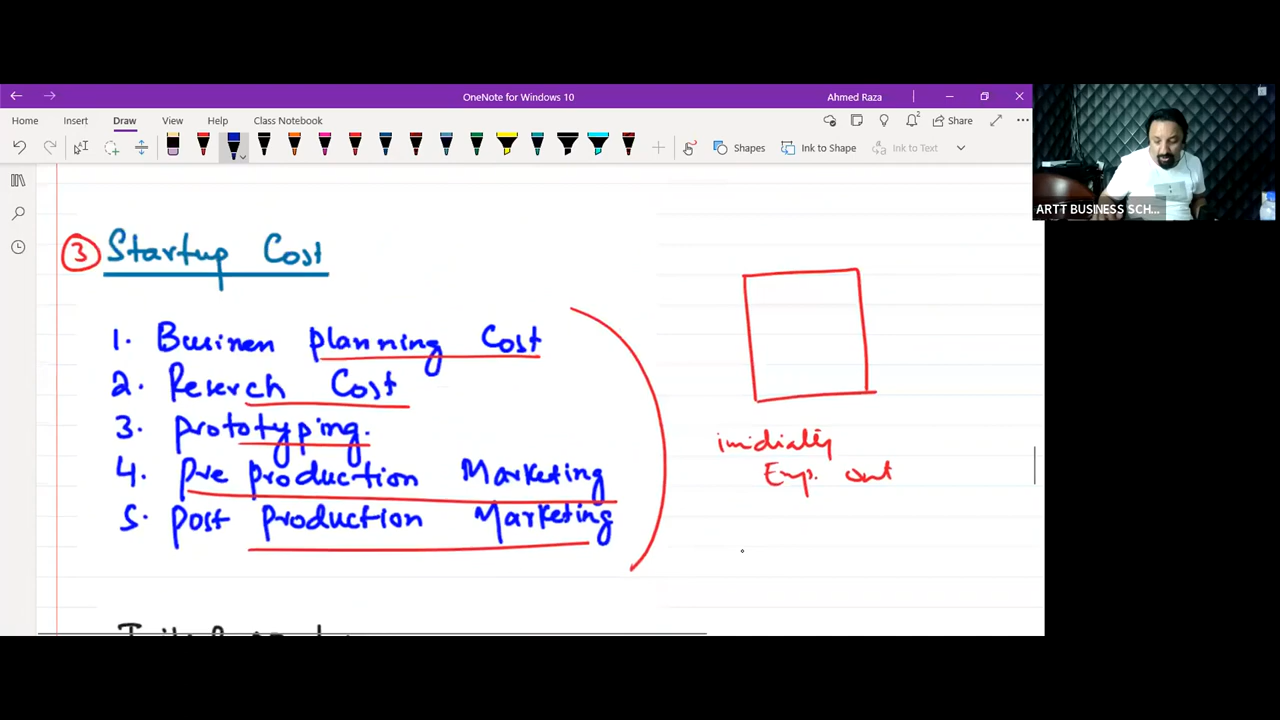 OneNote for Windows 10
Ahmed Raza
Home Insert Draw View Help Class Notebook
Share
Shapes Ink to Shape Ink to Text
ARTT BUSINESS SCH...
3 Startup Cost
1. Businen planning Cost
2. Reserch Cost
3. prototyping.
4. Pre production Marketing
5. post production Marketing
imidially
Exp. out